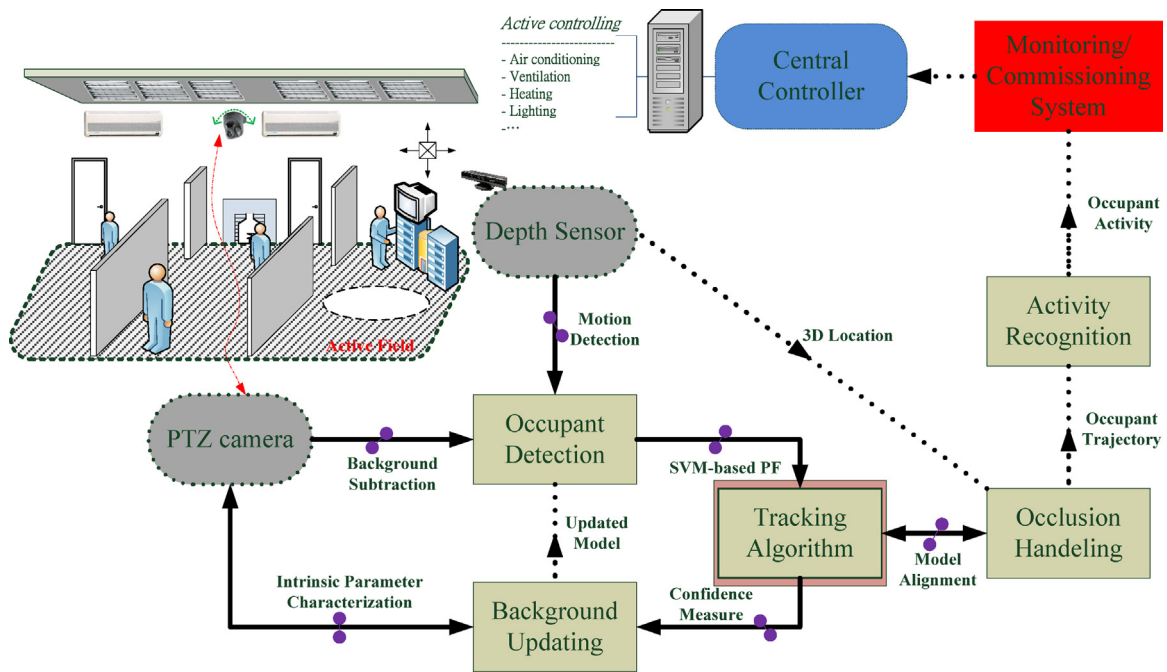 Active controlling
--------------------------
- Air conditioning
- Ventilation
- Heating
- Lighting
-...
Central
Controller
Monitoring/
Commissioning
System
Depth Sensor
Occupant
Activity
Active Field
Motion
Detection
3D Location
Activity
Recognition
PTZ camera
Background
Subtraction
Occupant
Detection
SVM-based PF
Occupant
Trajectory
Tracking
Algorithm
Model
Alignment
Occlusion
Handeling
Updated
Model
Intrinsic Parameter
Characterization
Background
Updating
Confidence
Measure